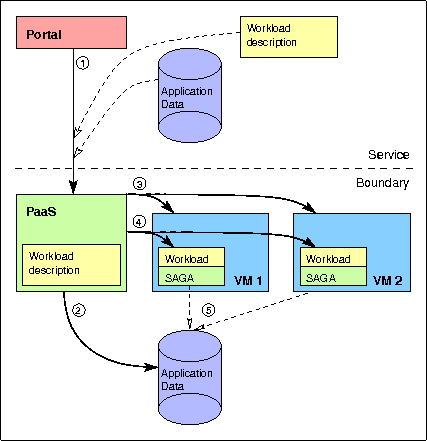 Portal
Workload
description
1
Application
Data
Service
Boundary
3
PaaS
4
Workload
description
Workload
SAGA
VM 1
Workload
SAGA
VM 2
2
5
Application
Data